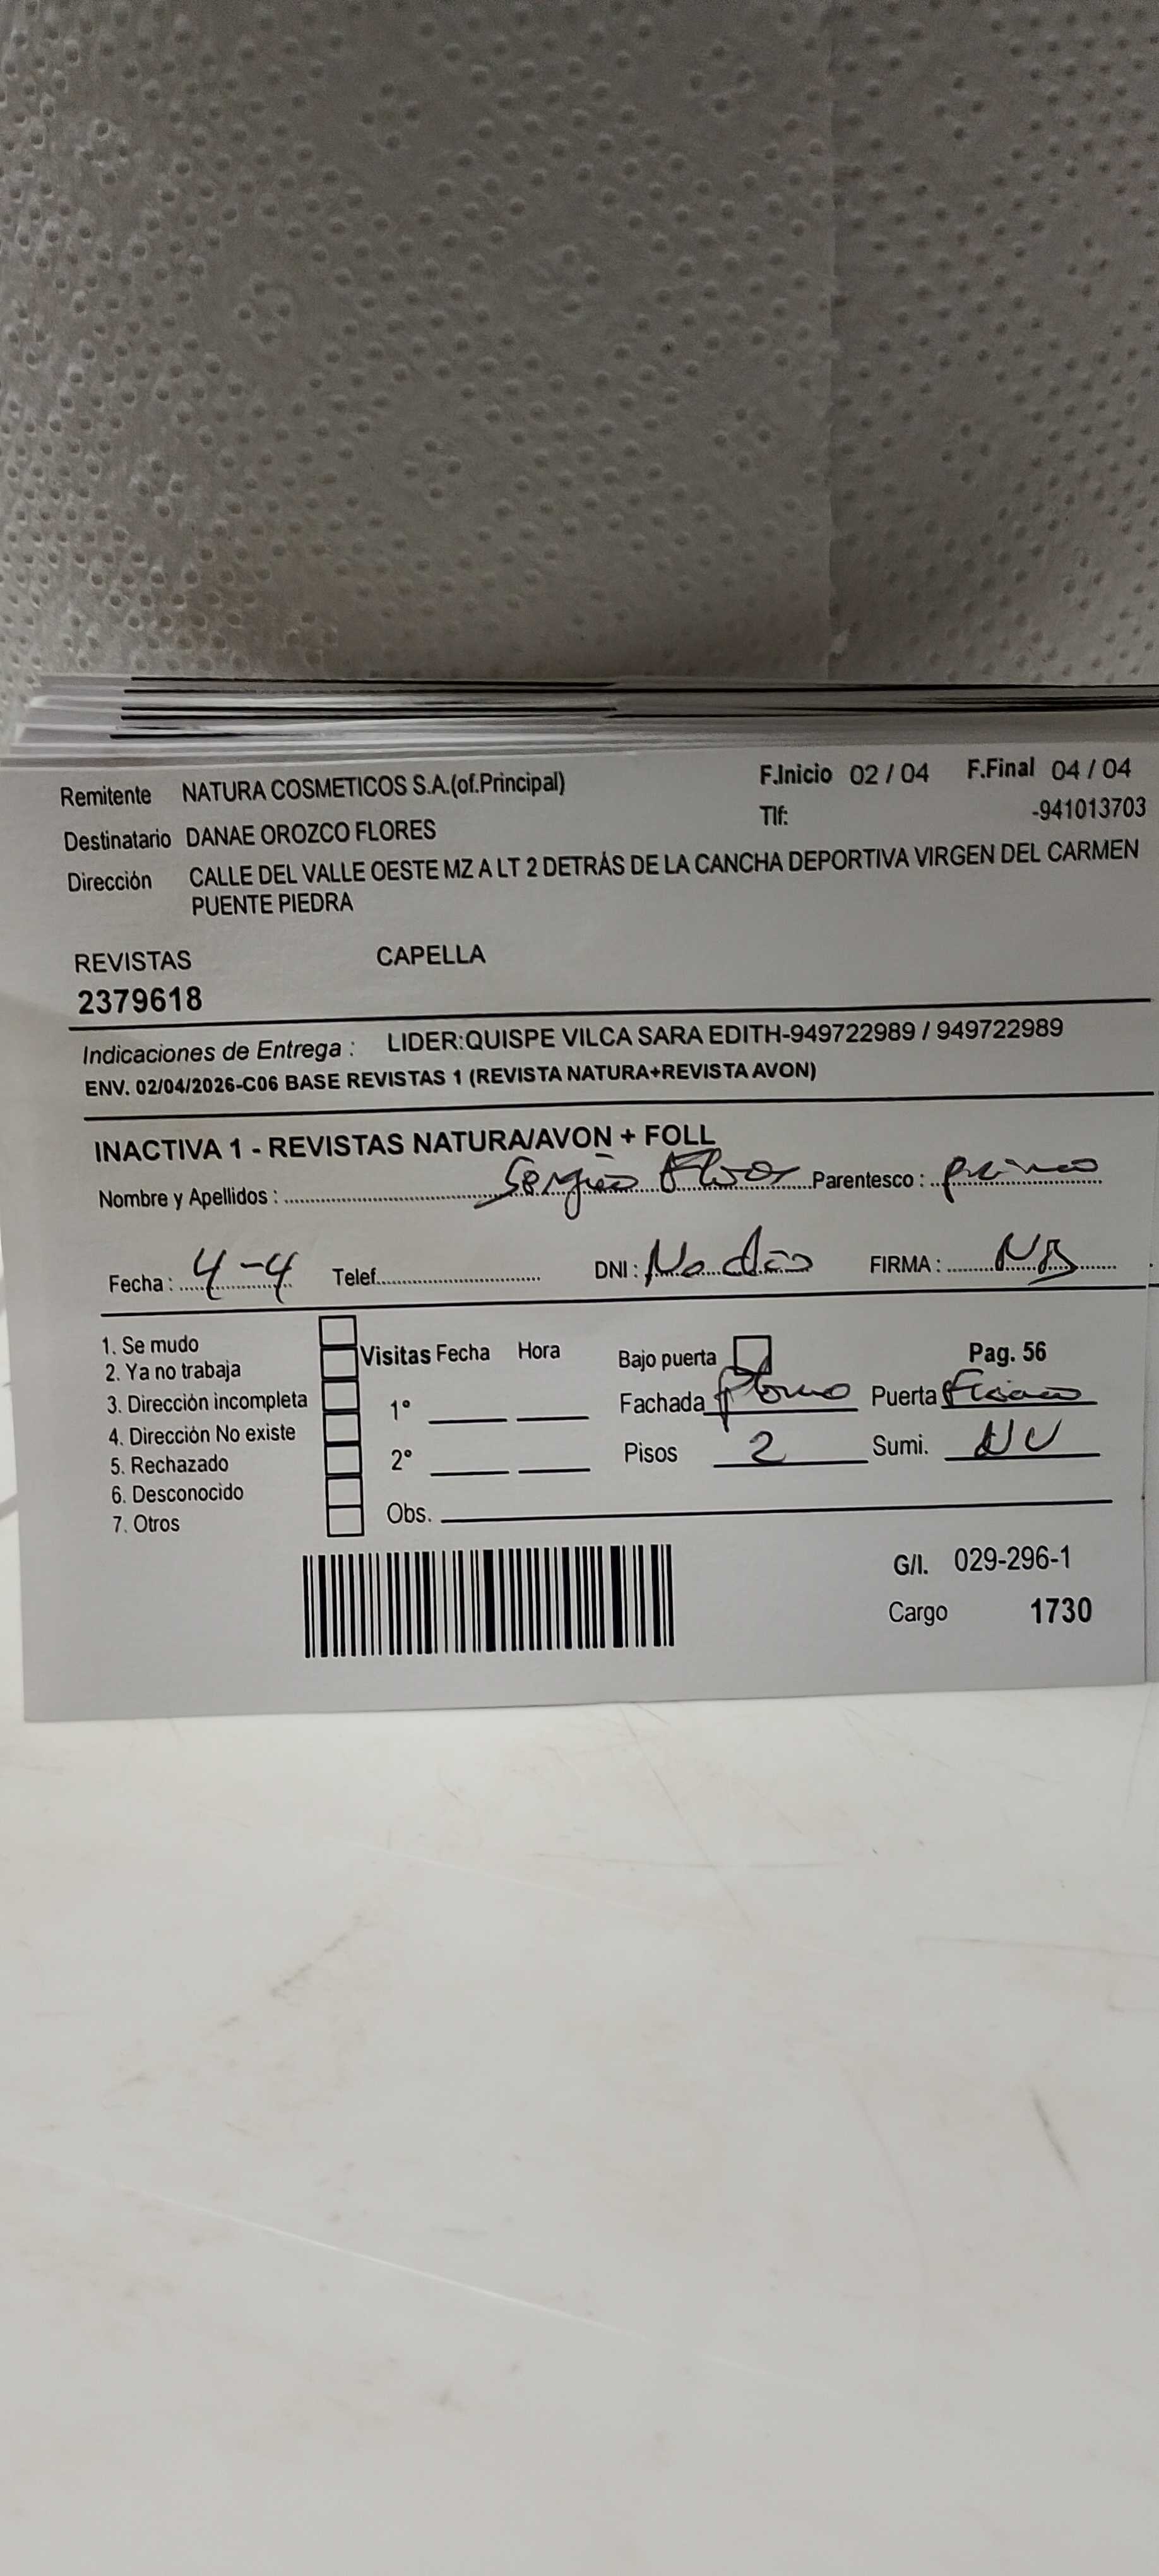 Remitente NATURA COSMETICOS S.A.(of.Principal) F.Inicio 02 / 04 F.Final 04 / 04
Destinatario DANAE OROZCO FLORES Tlf: -941013703
Dirección CALLE DEL VALLE OESTE MZ A LT 2 DETRÁS DE LA CANCHA DEPORTIVA VIRGEN DEL CARMEN
PUENTE PIEDRA
REVISTAS CAPELLA
2379618
Indicaciones de Entrega : LIDER:QUISPE VILCA SARA EDITH-949722989 / 949722989
ENV. 02/04/2026-C06 BASE REVISTAS 1 (REVISTA NATURA+REVISTA AVON)
INACTIVA 1 - REVISTAS NATURA/AVON + FOLL
Nombre y Apellidos : Sergio Parentesco : primo
Fecha : 4-4 Telef. DNI : No dio FIRMA :
1. Se mudo
2. Ya no trabaja Visitas Fecha Hora Bajo puerta Pag. 56
3. Dirección incompleta 1° Fachada plomo Puerta
4. Dirección No existe
5. Rechazado 2° Pisos 2 Sumi. NV
6. Desconocido
7. Otros Obs.
G/I. 029-296-1
Cargo 1730